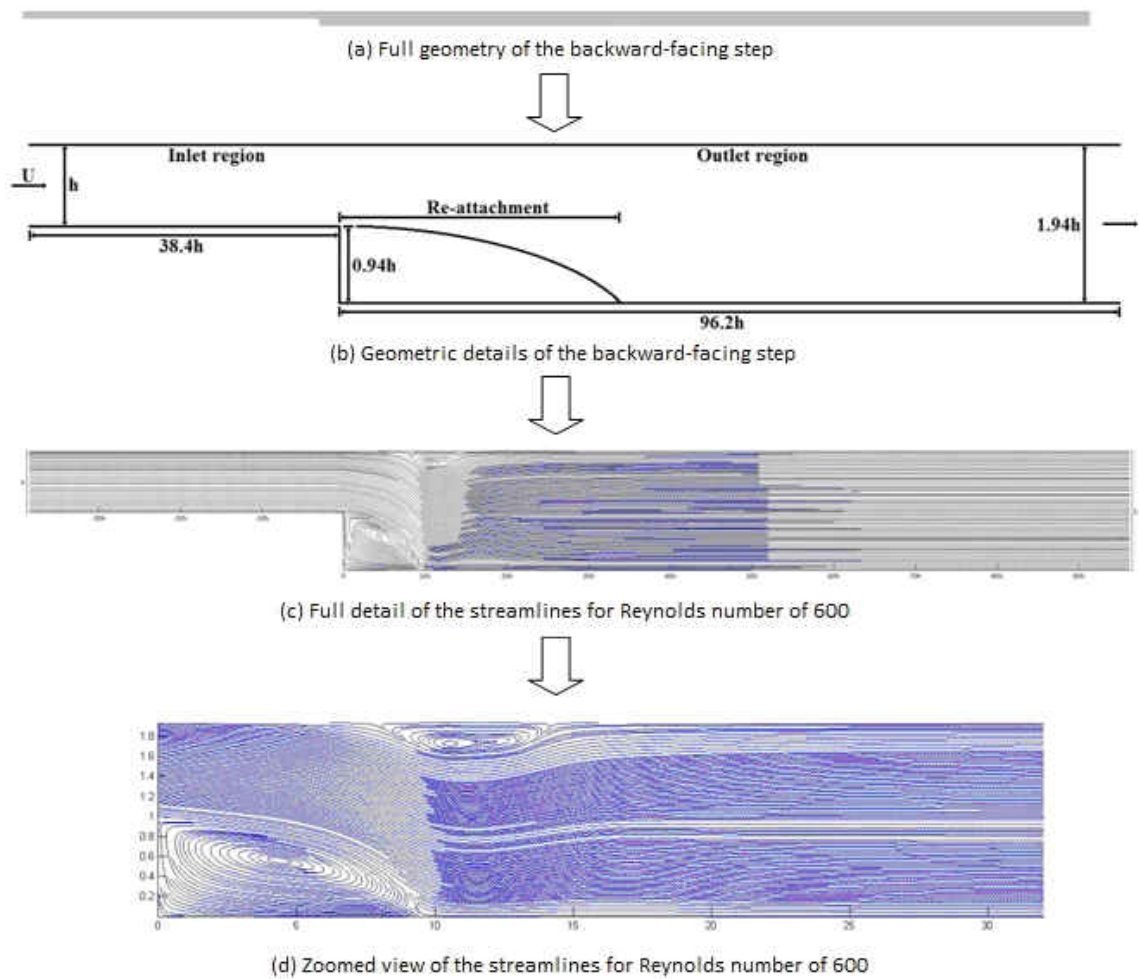 (a) Full geometry of the backward-facing step
Inlet region
Outlet region
U
h
Re-attachment
1.94h
38.4h
0.94h
96.2h
(b) Geometric details of the backward-facing step
(c) Full detail of the streamlines for Reynolds number of 600
1.8
1.6
1.4
1.2
1
0.8
0.6
0.4
0.2
0 5 10 15 20 25 30
(d) Zoomed view of the streamlines for Reynolds number of 600